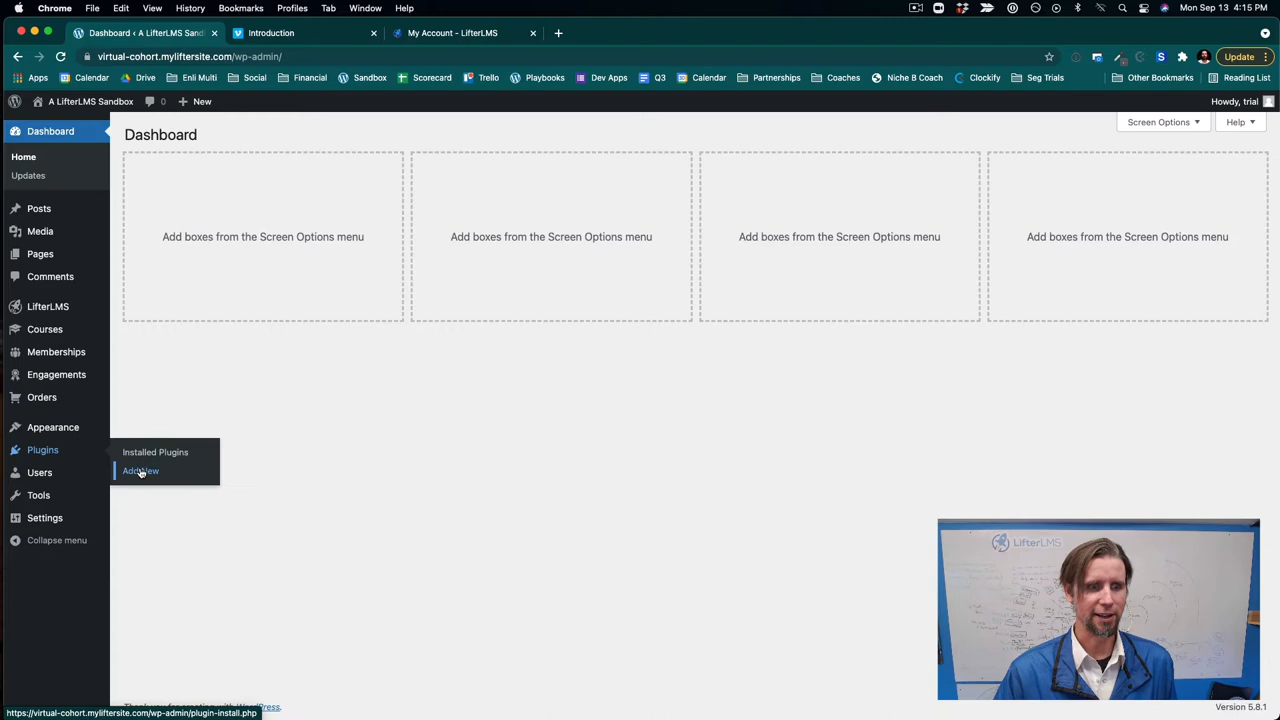 Chrome File Edit View History Bookmarks Profiles Tab Window Help Mon Sep 13 4:15 PM
Dashboard ‹ A LifterLMS Sand Introduction My Account - LifterLMS
virtual-cohort.myliftersite.com/wp-admin/ Update
Apps Calendar Drive Enli Multi Social Financial Sandbox Scorecard Trello Playbooks Dev Apps Q3 Calendar Partnerships Coaches Niche B Coach Clockify Seg Trials Other Bookmarks Reading List
A LifterLMS Sandbox 0 New Howdy, trial
Dashboard
Home
Updates
Posts
Media
Pages
Comments
LifterLMS
Courses
Memberships
Engagements
Orders
Appearance
Plugins
Users
Tools
Settings
Collapse menu
Installed Plugins
Add New
Screen Options Help
Dashboard
Add boxes from the Screen Options menu
Add boxes from the Screen Options menu
Add boxes from the Screen Options menu
Add boxes from the Screen Options menu
LifterLMS
Thank you for creating with WordPress.
Version 5.8.1
https://virtual-cohort.myliftersite.com/wp-admin/plugin-install.php